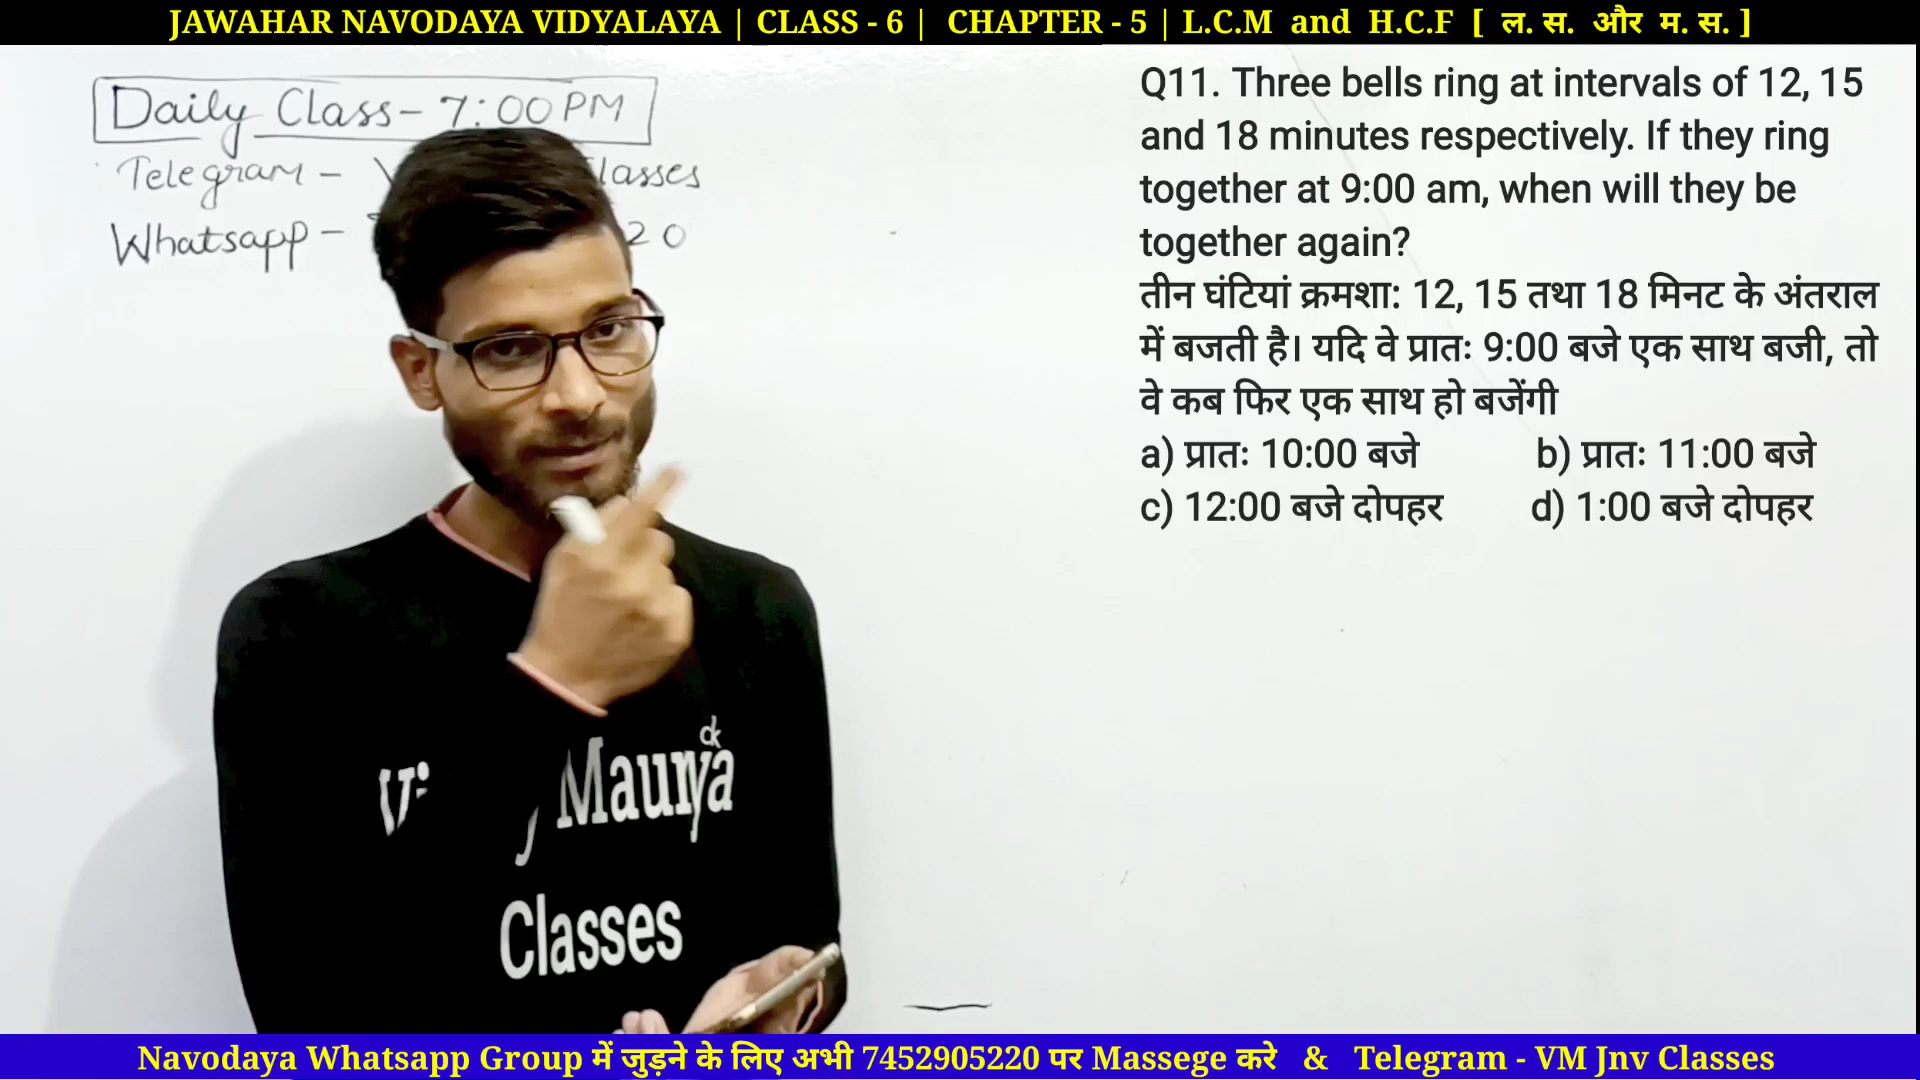 JAWAHAR NAVODAYA VIDYALAYA | CLASS - 6 | CHAPTER - 5 | L.C.M and H.C.F [ ल. स. और म. स. ]
Daily Class - 7:00 PM
Telegram - V lasses
Whatsapp - 20
Q11. Three bells ring at intervals of 12, 15
and 18 minutes respectively. If they ring
together at 9:00 am, when will they be
together again?
तीन घंटियां क्रमशा: 12, 15 तथा 18 मिनट के अंतराल
में बजती है। यदि वे प्रातः 9:00 बजे एक साथ बजी, तो
वे कब फिर एक साथ हो बजेंगी
a) प्रातः 10:00 बजे b) प्रातः 11:00 बजे
c) 12:00 बजे दोपहर d) 1:00 बजे दोपहर
Maurya
Classes
Navodaya Whatsapp Group में जुड़ने के लिए अभी 7452905220 पर Massege करे & Telegram - VM Jnv Classes